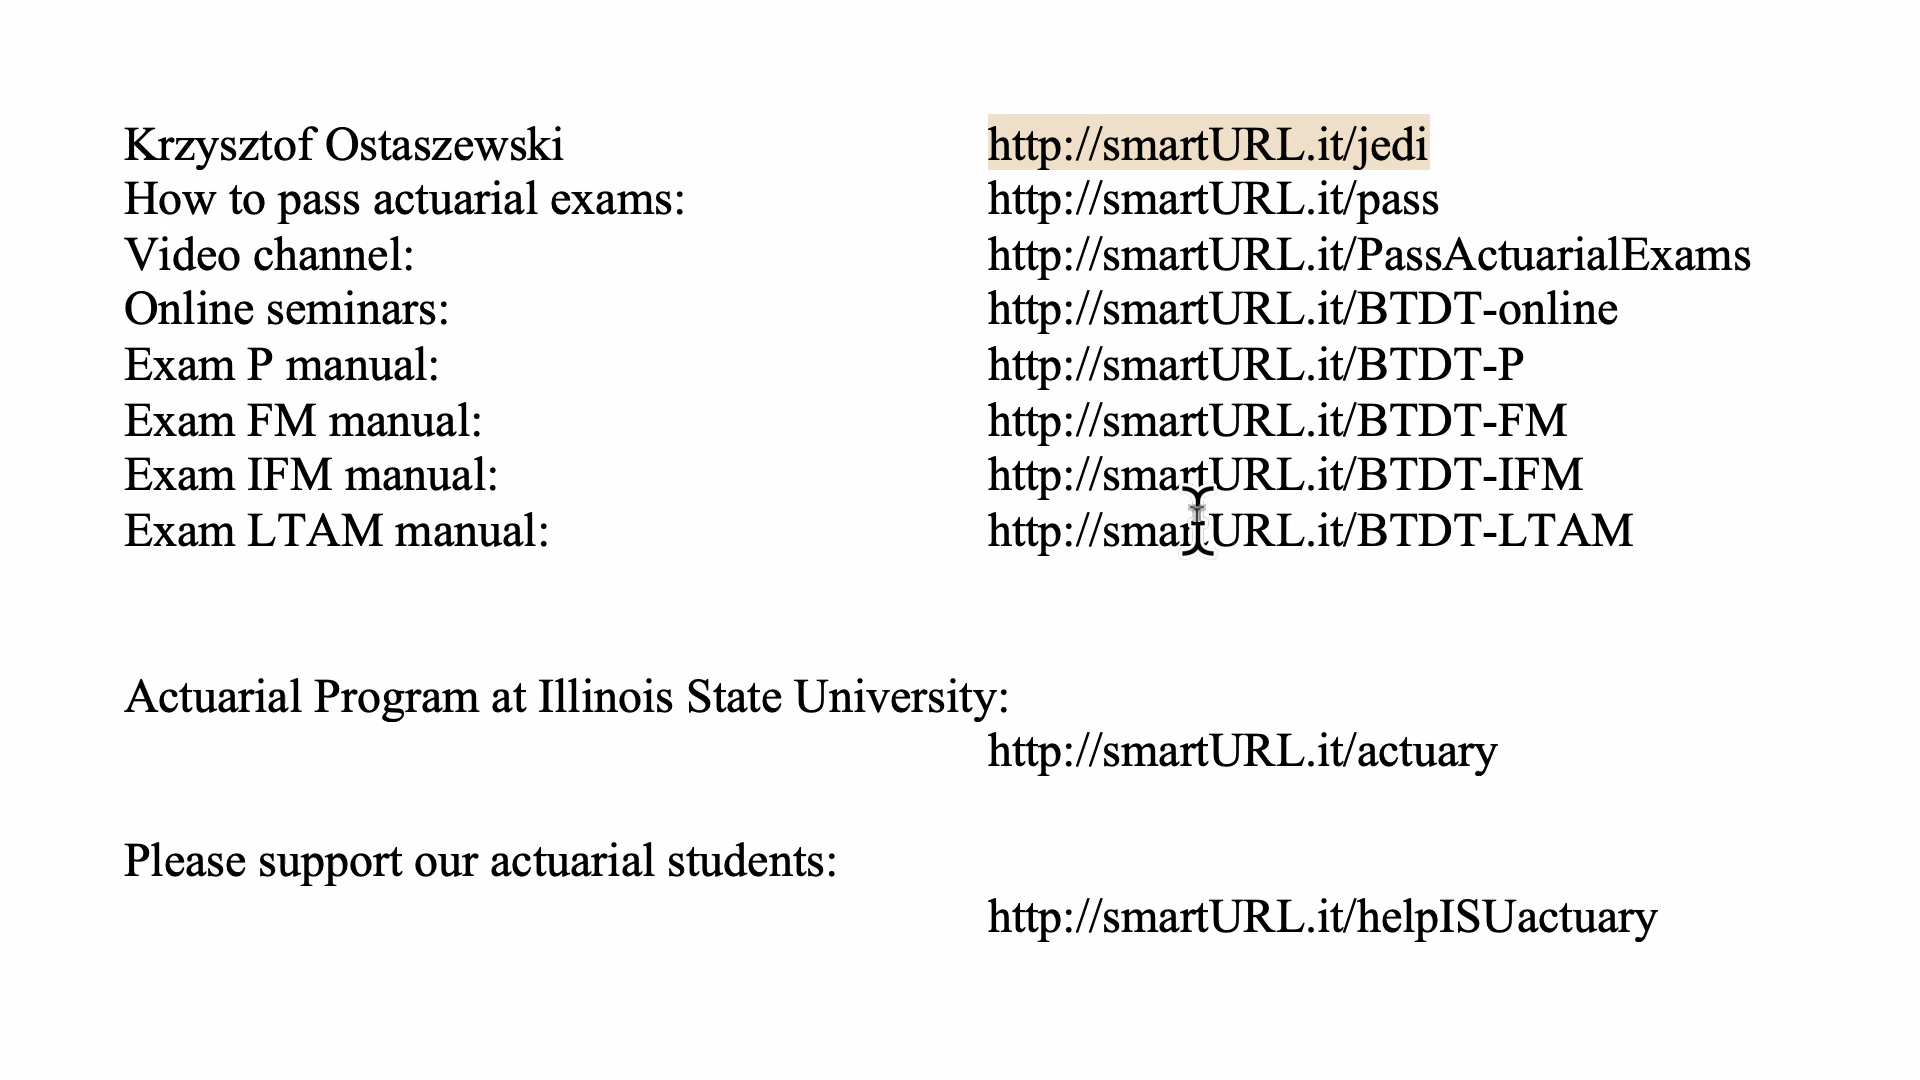 Krzysztof Ostaszewski http://smartURL.it/jedi
How to pass actuarial exams: http://smartURL.it/pass
Video channel: http://smartURL.it/PassActuarialExams
Online seminars: http://smartURL.it/BTDT-online
Exam P manual: http://smartURL.it/BTDT-P
Exam FM manual: http://smartURL.it/BTDT-FM
Exam IFM manual: http://smartURL.it/BTDT-IFM
Exam LTAM manual: http://smartURL.it/BTDT-LTAM
Actuarial Program at Illinois State University:
http://smartURL.it/actuary
Please support our actuarial students:
http://smartURL.it/helpISUactuary